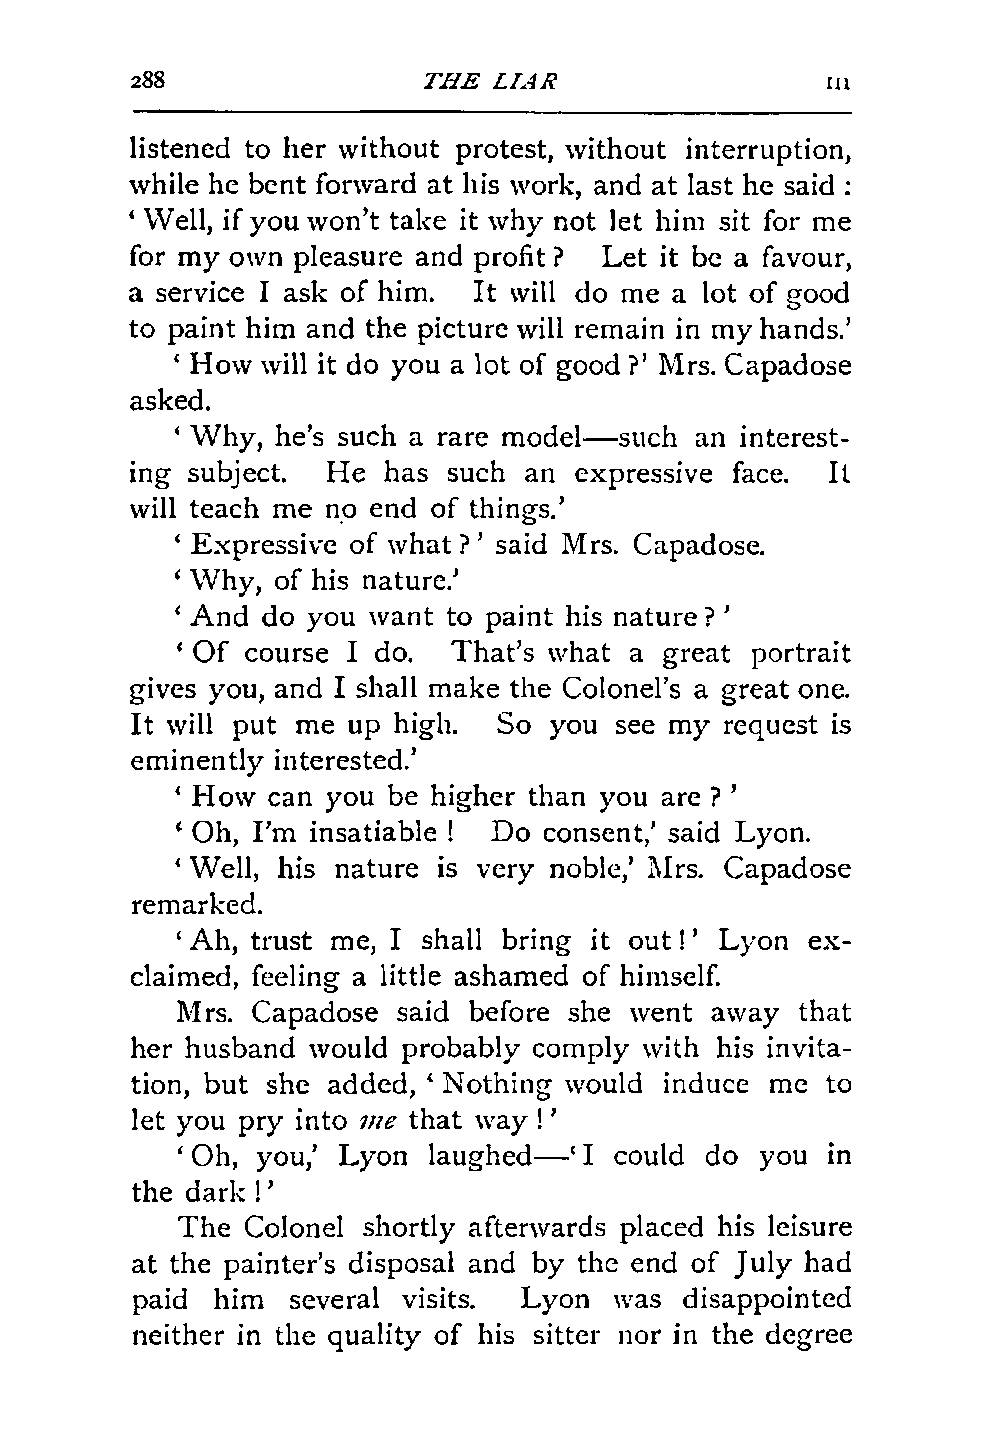 288 THE LIAR III
listened to her without protest, without interruption,
while he bent forward at his work, and at last he said :
‘ Well, if you won’t take it why not let him sit for me
for my own pleasure and profit ? Let it be a favour,
a service I ask of him. It will do me a lot of good
to paint him and the picture will remain in my hands.’
‘ How will it do you a lot of good ?’ Mrs. Capadose
asked.
‘ Why, he’s such a rare model—such an interest-
ing subject. He has such an expressive face. It
will teach me no end of things.’
‘ Expressive of what ? ’ said Mrs. Capadose.
‘ Why, of his nature.’
‘ And do you want to paint his nature ? ’
‘ Of course I do. That’s what a great portrait
gives you, and I shall make the Colonel’s a great one.
It will put me up high. So you see my request is
eminently interested.’
‘ How can you be higher than you are ? ’
‘ Oh, I’m insatiable ! Do consent,’ said Lyon.
‘ Well, his nature is very noble,’ Mrs. Capadose
remarked.
‘ Ah, trust me, I shall bring it out ! ’ Lyon ex-
claimed, feeling a little ashamed of himself.
Mrs. Capadose said before she went away that
her husband would probably comply with his invita-
tion, but she added, ‘ Nothing would induce me to
let you pry into me that way ! ’
‘ Oh, you,’ Lyon laughed—‘ I could do you in
the dark ! ’
The Colonel shortly afterwards placed his leisure
at the painter’s disposal and by the end of July had
paid him several visits. Lyon was disappointed
neither in the quality of his sitter nor in the degree